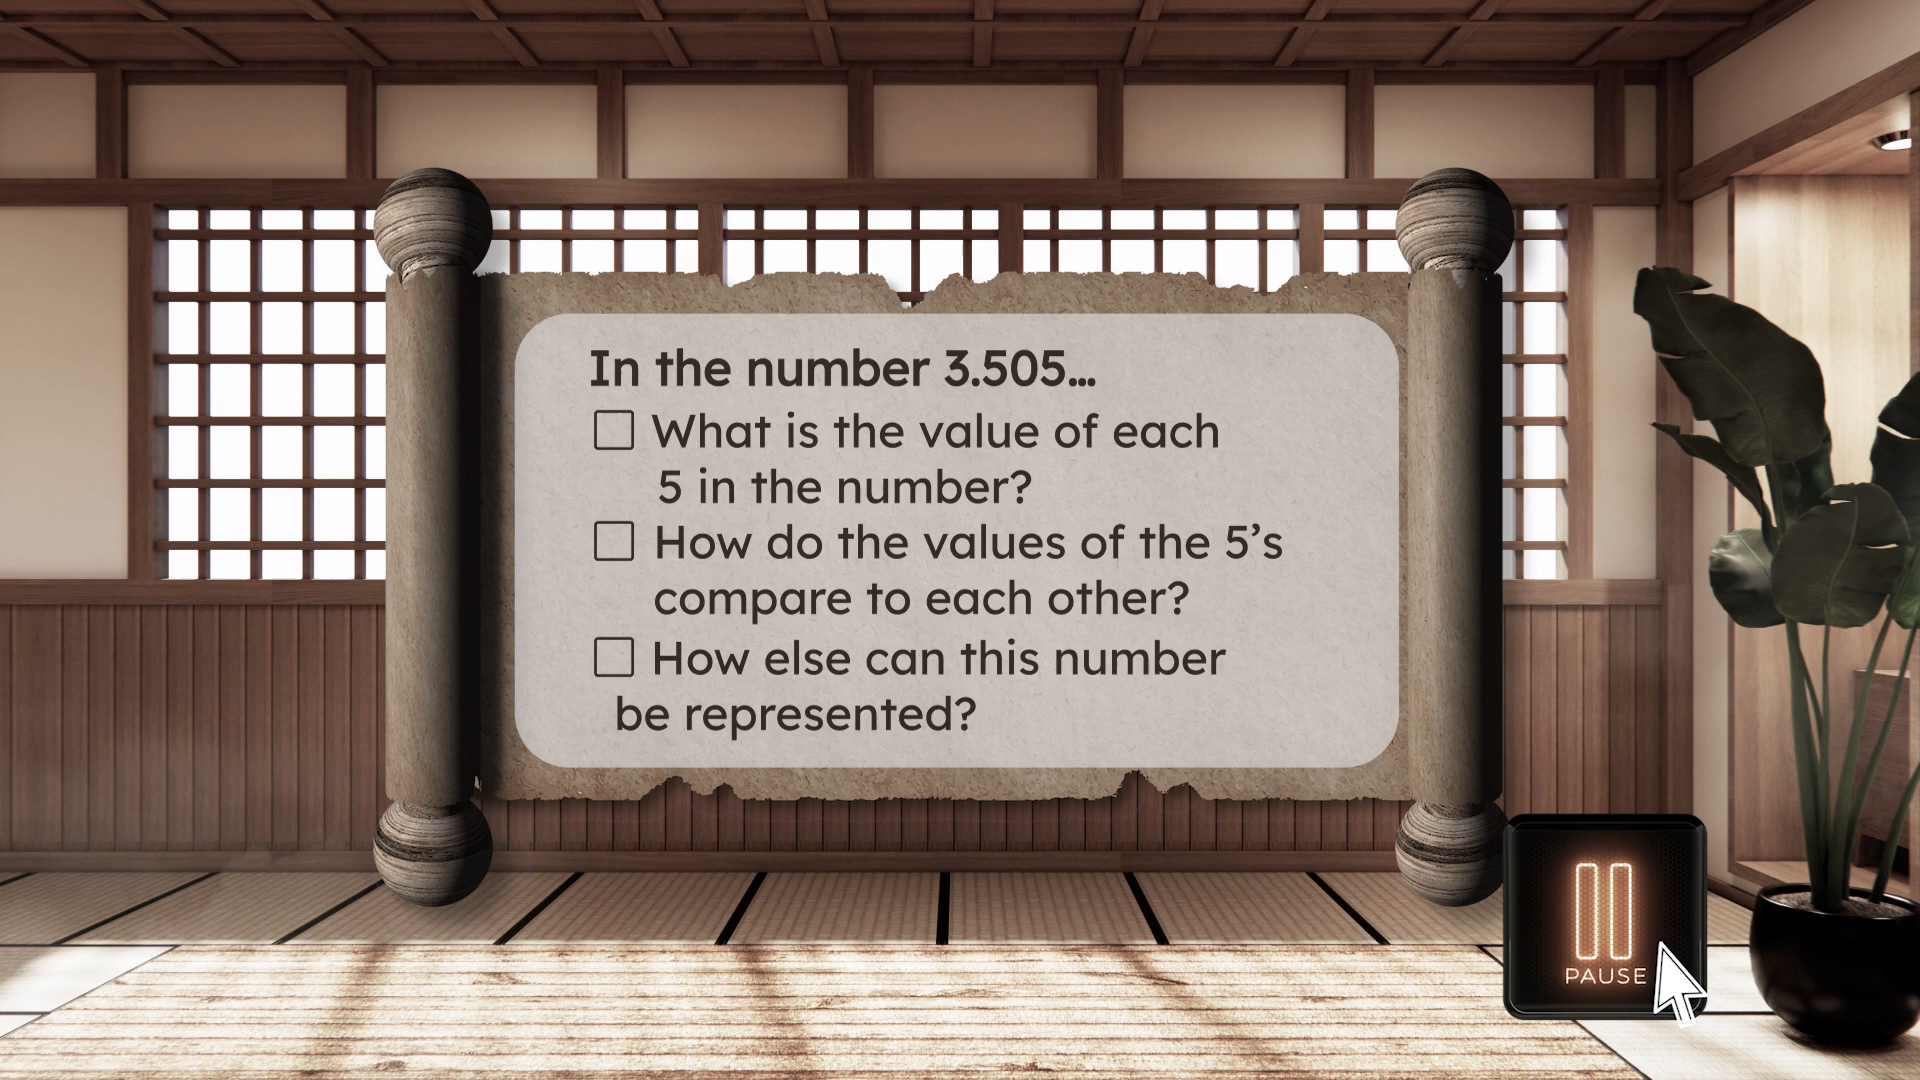 In the number 3.505...
☐ What is the value of each
5 in the number?
☐ How do the values of the 5’s
compare to each other?
☐ How else can this number
be represented?
PAUSE